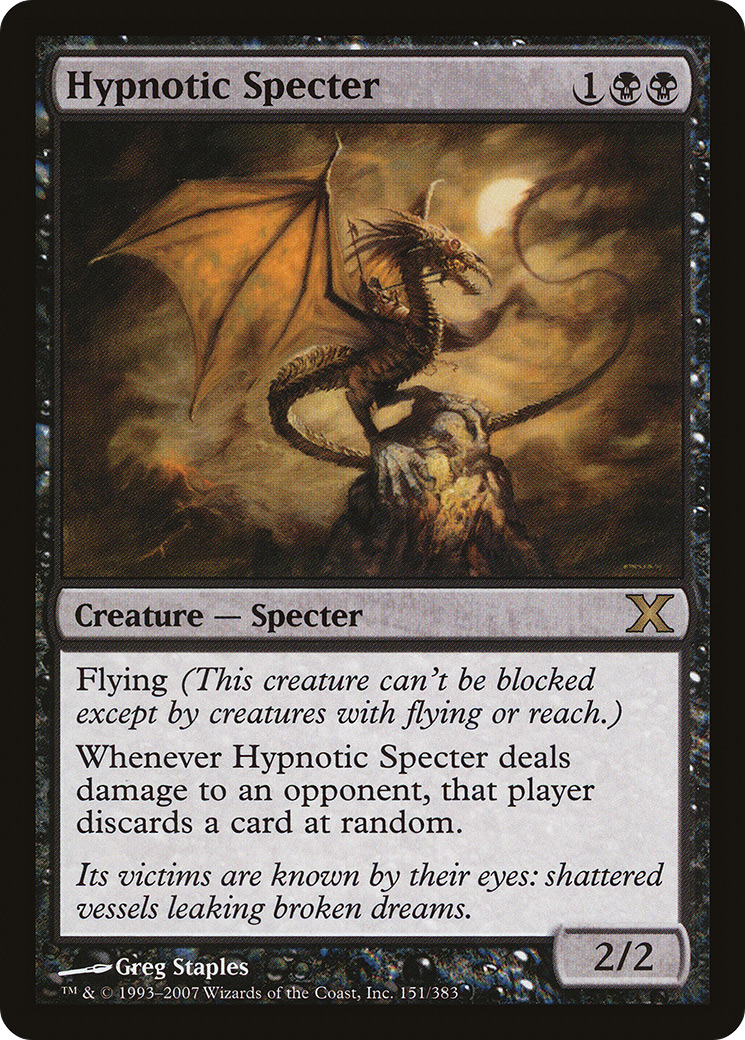 Hypnotic Specter 1
Creature — Specter X
Flying (This creature can't be blocked
except by creatures with flying or reach.)
Whenever Hypnotic Specter deals
damage to an opponent, that player
discards a card at random.
Its victims are known by their eyes: shattered
vessels leaking broken dreams.
2/2
Greg Staples
™ & © 1993–2007 Wizards of the Coast, Inc. 151/383